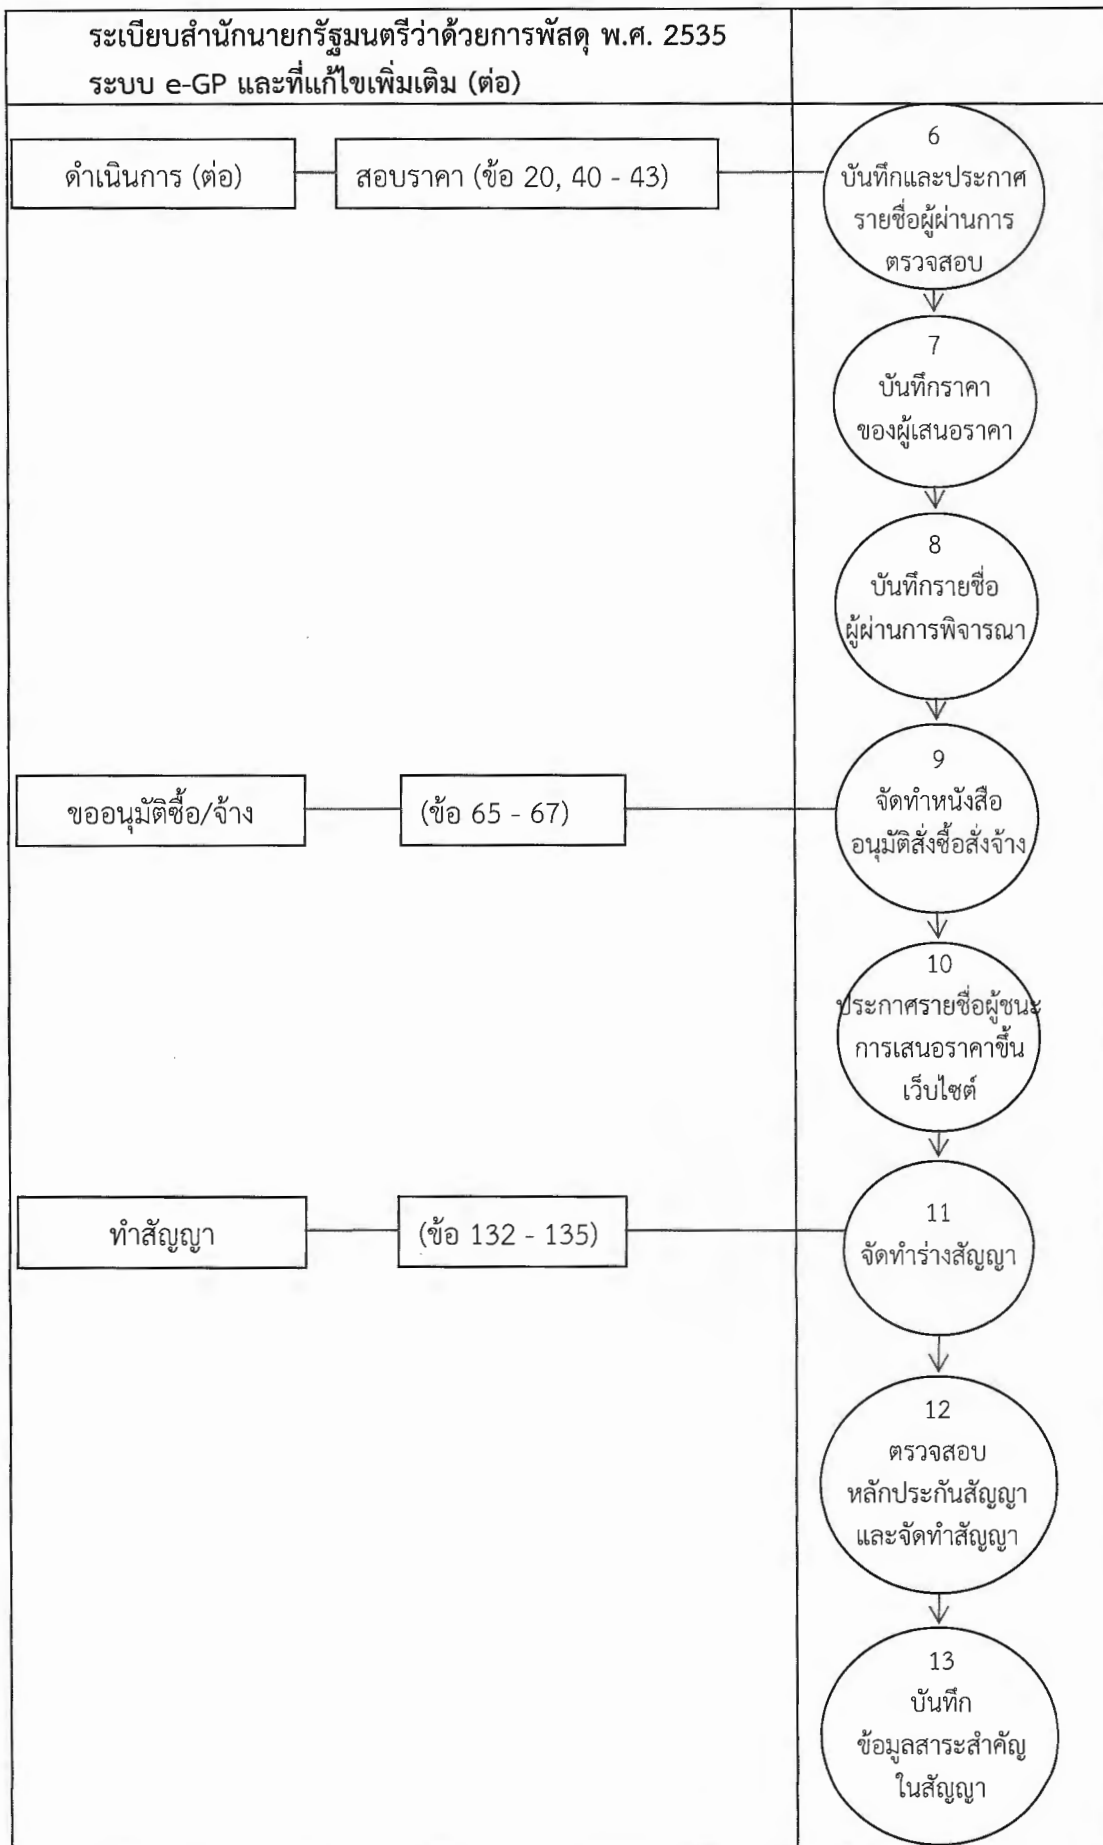 ระเบียบสำนักนายกรัฐมนตรีว่าด้วยการพัสดุ พ.ศ. 2535
ระบบ e-GP และที่แก้ไขเพิ่มเติม (ต่อ)
ดำเนินการ (ต่อ)
สอบราคา (ข้อ 20, 40 - 43)
6
บันทึกและประกาศ
รายชื่อผู้ผ่านการ
ตรวจสอบ
7
บันทึกราคา
ของผู้เสนอราคา
8
บันทึกรายชื่อ
ผู้ผ่านการพิจารณา
ขออนุมัติซื้อ/จ้าง
(ข้อ 65 - 67)
9
จัดทำหนังสือ
อนุมัติสั่งซื้อสั่งจ้าง
10
ประกาศรายชื่อผู้ชนะ
การเสนอราคาขึ้น
เว็บไซต์
ทำสัญญา
(ข้อ 132 - 135)
11
จัดทำร่างสัญญา
12
ตรวจสอบ
หลักประกันสัญญา
และจัดทำสัญญา
13
บันทึก
ข้อมูลสาระสำคัญ
ในสัญญา